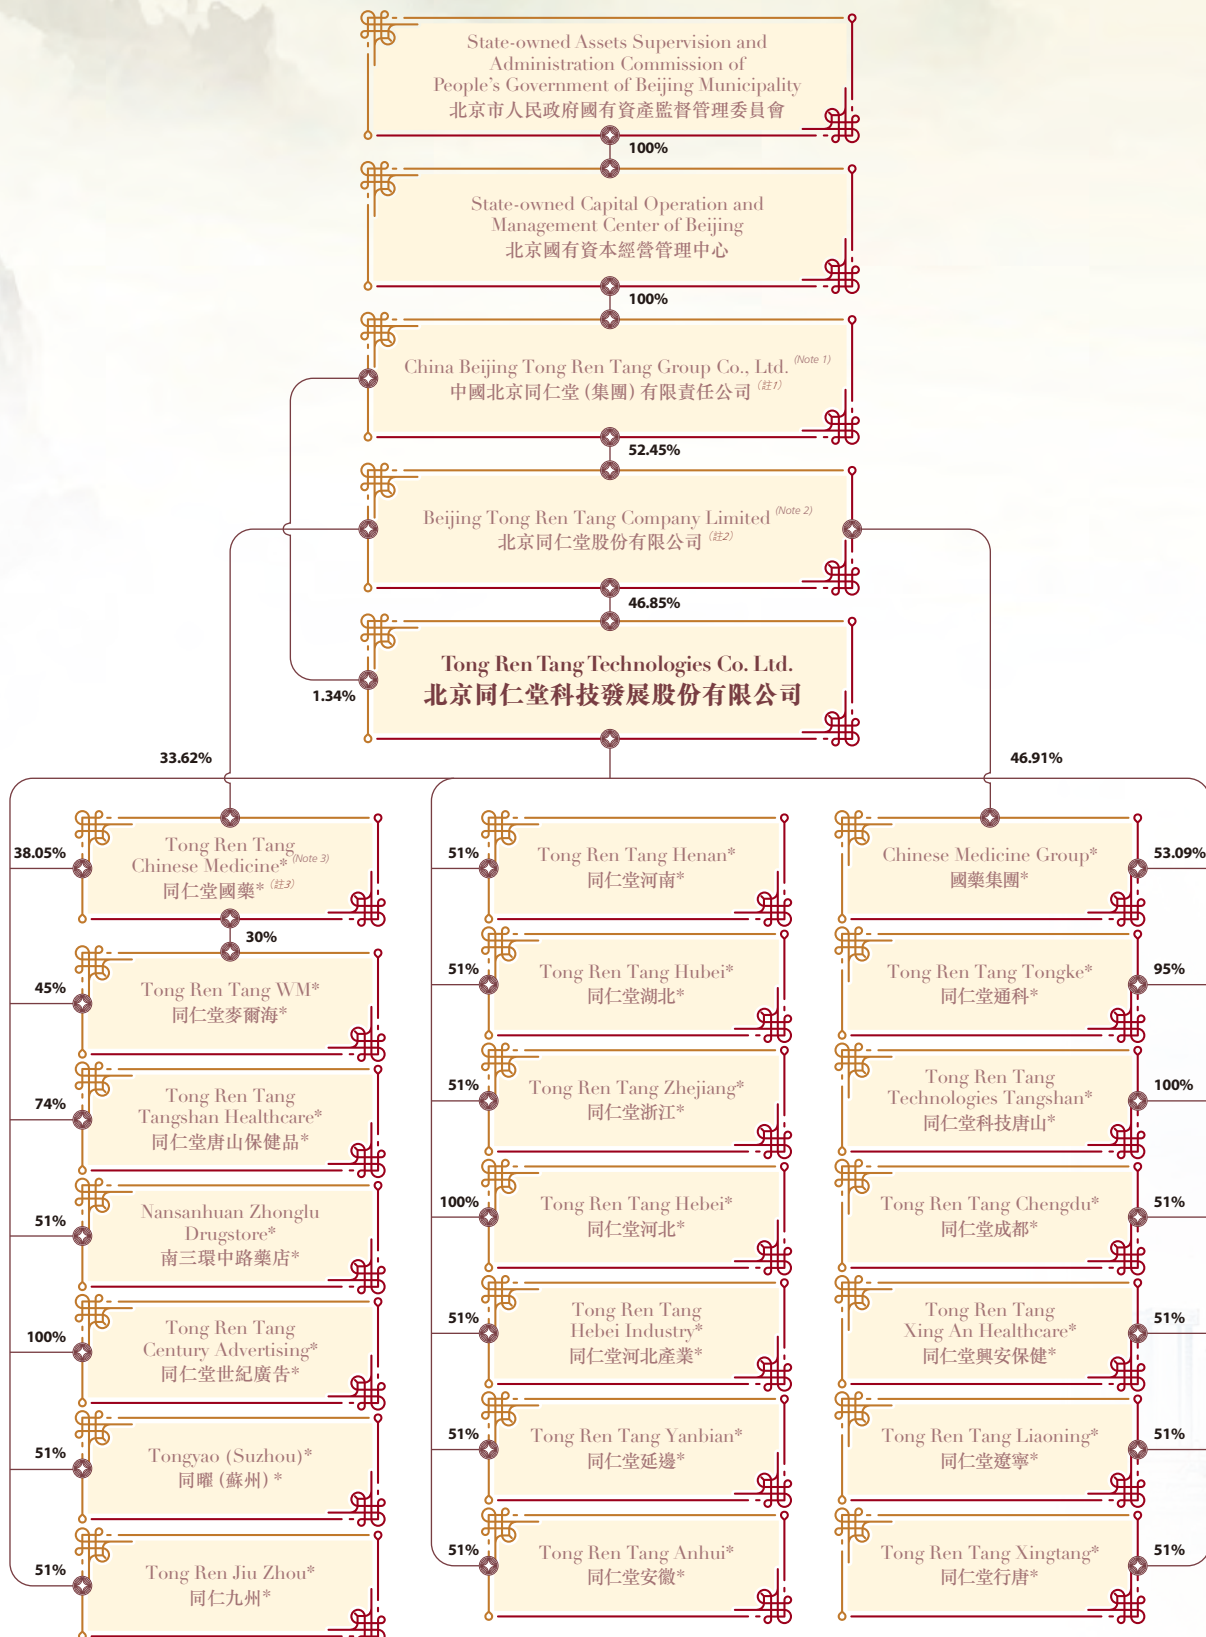 State-owned Assets Supervision and
Administration Commission of
People's Government of Beijing Municipality
北京市人民政府國有資產監督管理委員會
100%
State-owned Capital Operation and
Management Center of Beijing
北京國有資本經營管理中心
100%
China Beijing Tong Ren Tang Group Co., Ltd. (Note 1)
中國北京同仁堂 (集團) 有限責任公司 (註1)
52.45%
Beijing Tong Ren Tang Company Limited (Note 2)
北京同仁堂股份有限公司 (註2)
46.85%
Tong Ren Tang Technologies Co. Ltd.
北京同仁堂科技發展股份有限公司
1.34%
33.62%
46.91%
38.05%
Tong Ren Tang
Chinese Medicine* (Note 3)
同仁堂國藥* (註3)
30%
45%
Tong Ren Tang WM*
同仁堂麥爾海*
74%
Tong Ren Tang
Tangshan Healthcare*
同仁堂唐山保健品*
51%
Nansanhuan Zhonglu
Drugstore*
南三環中路藥店*
100%
Tong Ren Tang
Century Advertising*
同仁堂世紀廣告*
51%
Tongyao (Suzhou)*
同曜 (蘇州) *
51%
Tong Ren Jiu Zhou*
同仁九州*
51%
Tong Ren Tang Henan*
同仁堂河南*
51%
Tong Ren Tang Hubei*
同仁堂湖北*
51%
Tong Ren Tang Zhejiang*
同仁堂浙江*
100%
Tong Ren Tang Hebei*
同仁堂河北*
51%
Tong Ren Tang
Hebei Industry*
同仁堂河北產業*
51%
Tong Ren Tang Yanbian*
同仁堂延邊*
51%
Tong Ren Tang Anhui*
同仁堂安徽*
Chinese Medicine Group*
國藥集團*
53.09%
Tong Ren Tang Tongke*
同仁堂通科*
95%
Tong Ren Tang
Technologies Tangshan*
同仁堂科技唐山*
100%
Tong Ren Tang Chengdu*
同仁堂成都*
51%
Tong Ren Tang
Xing An Healthcare*
同仁堂興安保健*
51%
Tong Ren Tang Liaoning*
同仁堂遼寧*
51%
Tong Ren Tang Xingtang*
同仁堂行唐*
51%